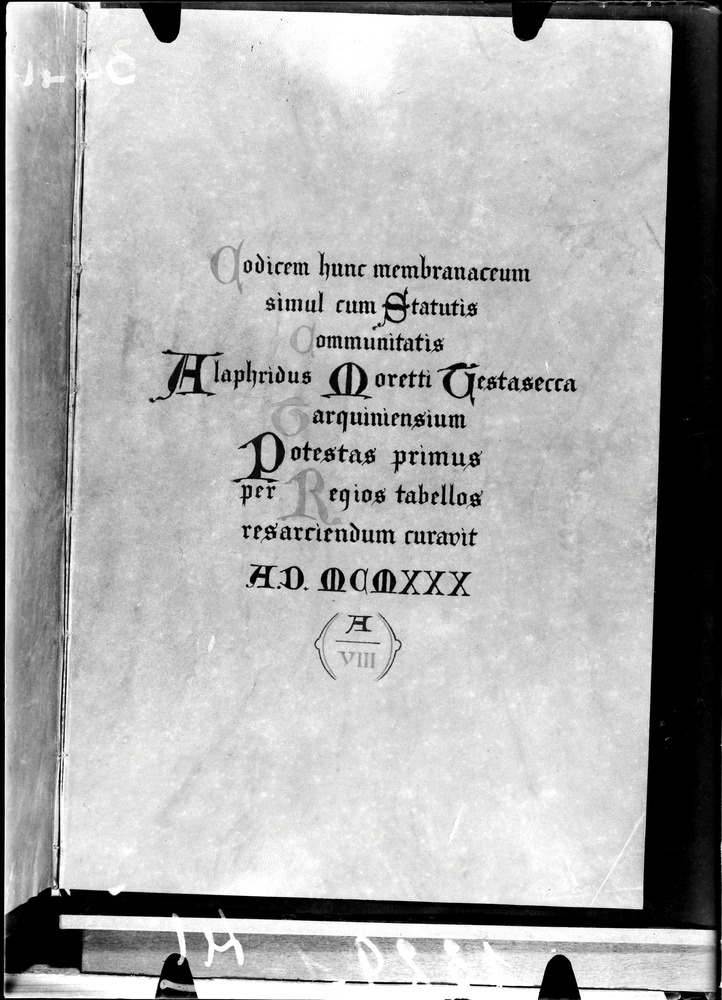 Codicem hunc membranaceum
simul cum Statutis
Communitatis
Alaphridus Moretti Testasecca
Tarquiniensium
Potestas primus
per Regios tabellos
resarciendum curavit
A.D. MCMXXX
A
VIII